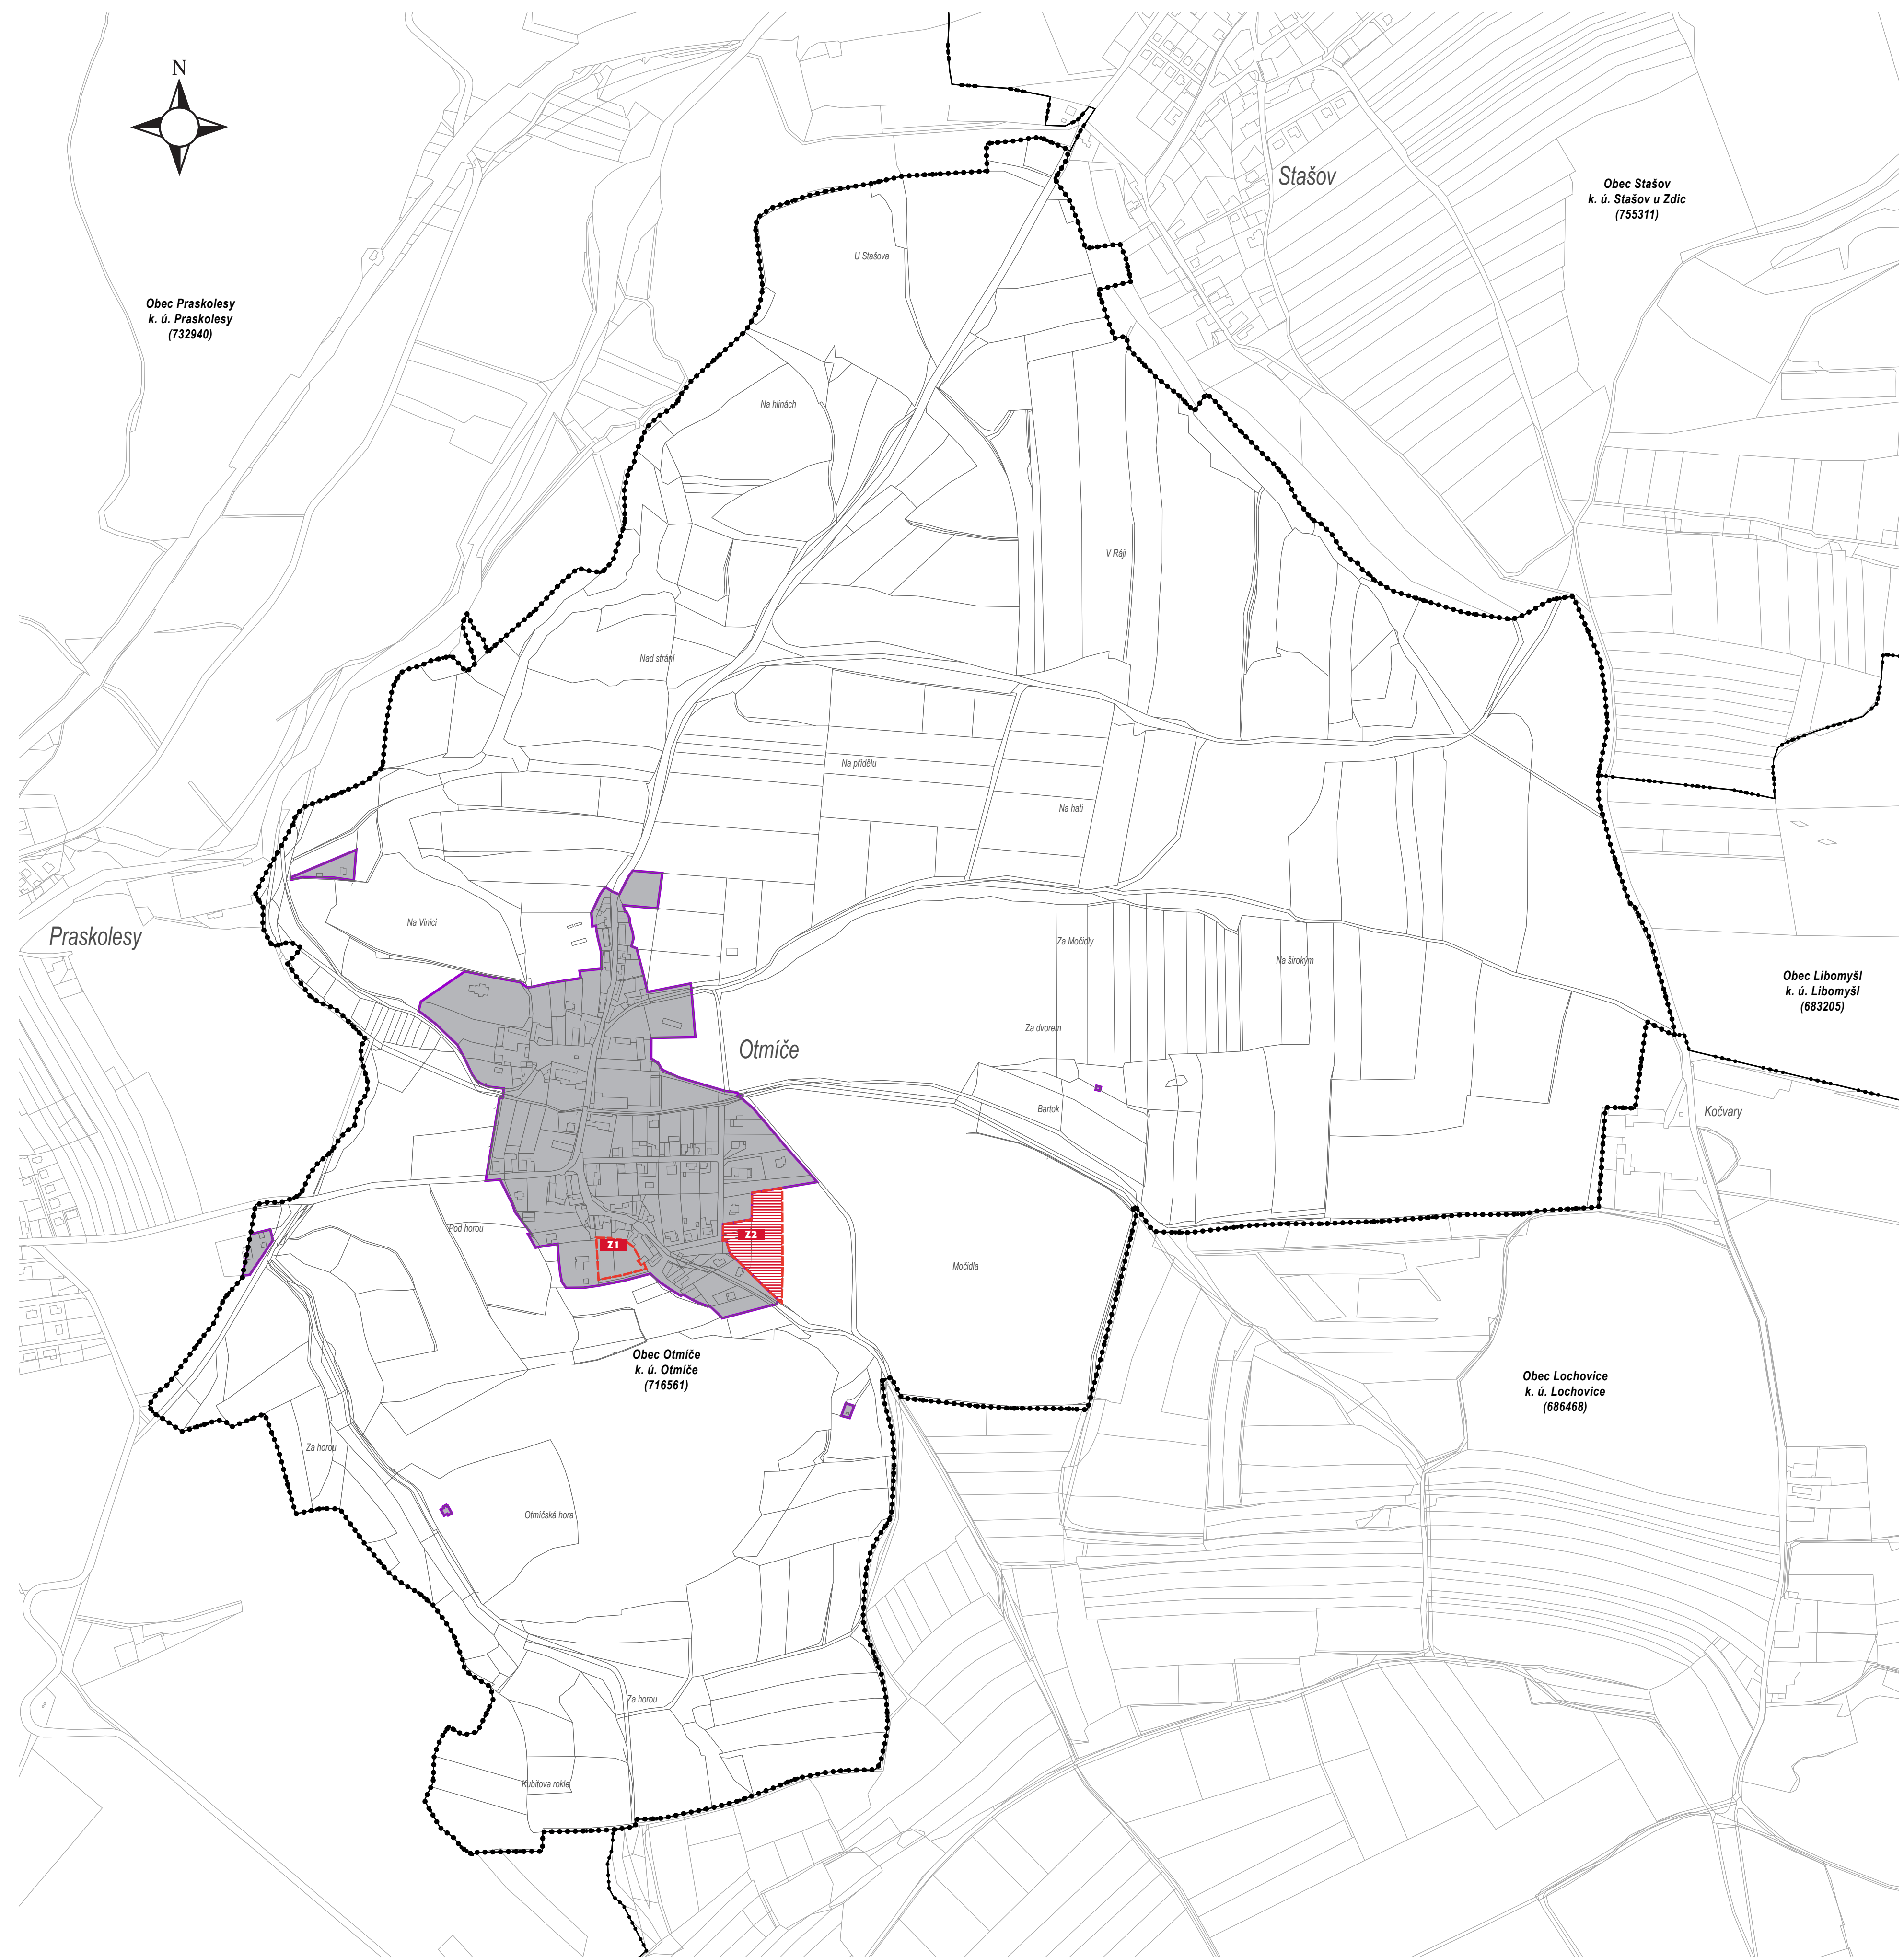 N
Stašov
Obec Stašov
k. ú. Stašov u Zdic
(755311)
U Stašova
Obec Praskolesy
k. ú. Praskolesy
(732940)
Na hlinách
V Ráji
Nad strání
Na přídělu
Na hati
Na Vinici
Praskolesy
Za Močidly
Na širokým
Obec Libomyšl
k. ú. Libomyšl
(683205)
Za dvorem
Otmíče
Bartok
Kočvary
Pod horou
Z1
Z2
Močidla
Obec Otmíče
k. ú. Otmíče
(716561)
Obec Lochovice
k. ú. Lochovice
(686468)
Za horou
Otmíčská hora
Za horou
Kubitova rokle